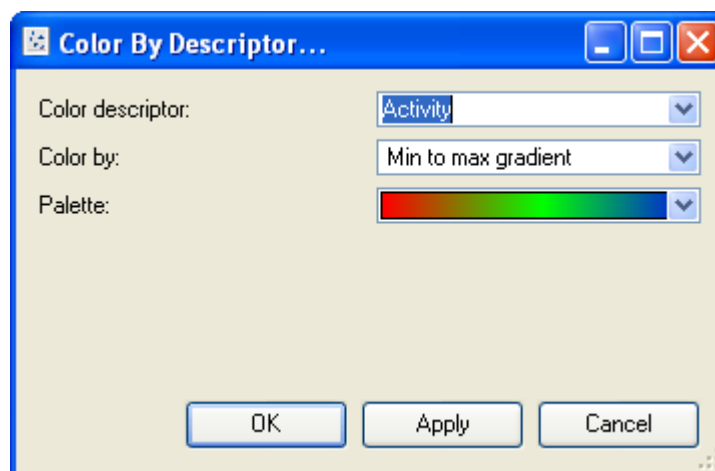 Color By Descriptor...
Color descriptor: Activity
Color by: Min to max gradient
Palette:
OK Apply Cancel